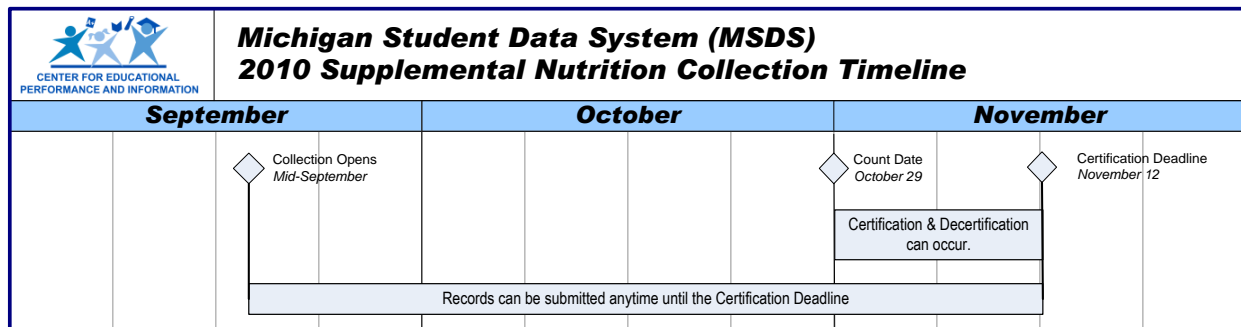 CENTER FOR EDUCATIONAL
PERFORMANCE AND INFORMATION
Michigan Student Data System (MSDS)
2010 Supplemental Nutrition Collection Timeline
September
October
November
Collection Opens
Mid-September
Count Date
October 29
Certification Deadline
November 12
Certification & Decertification
can occur.
Records can be submitted anytime until the Certification Deadline